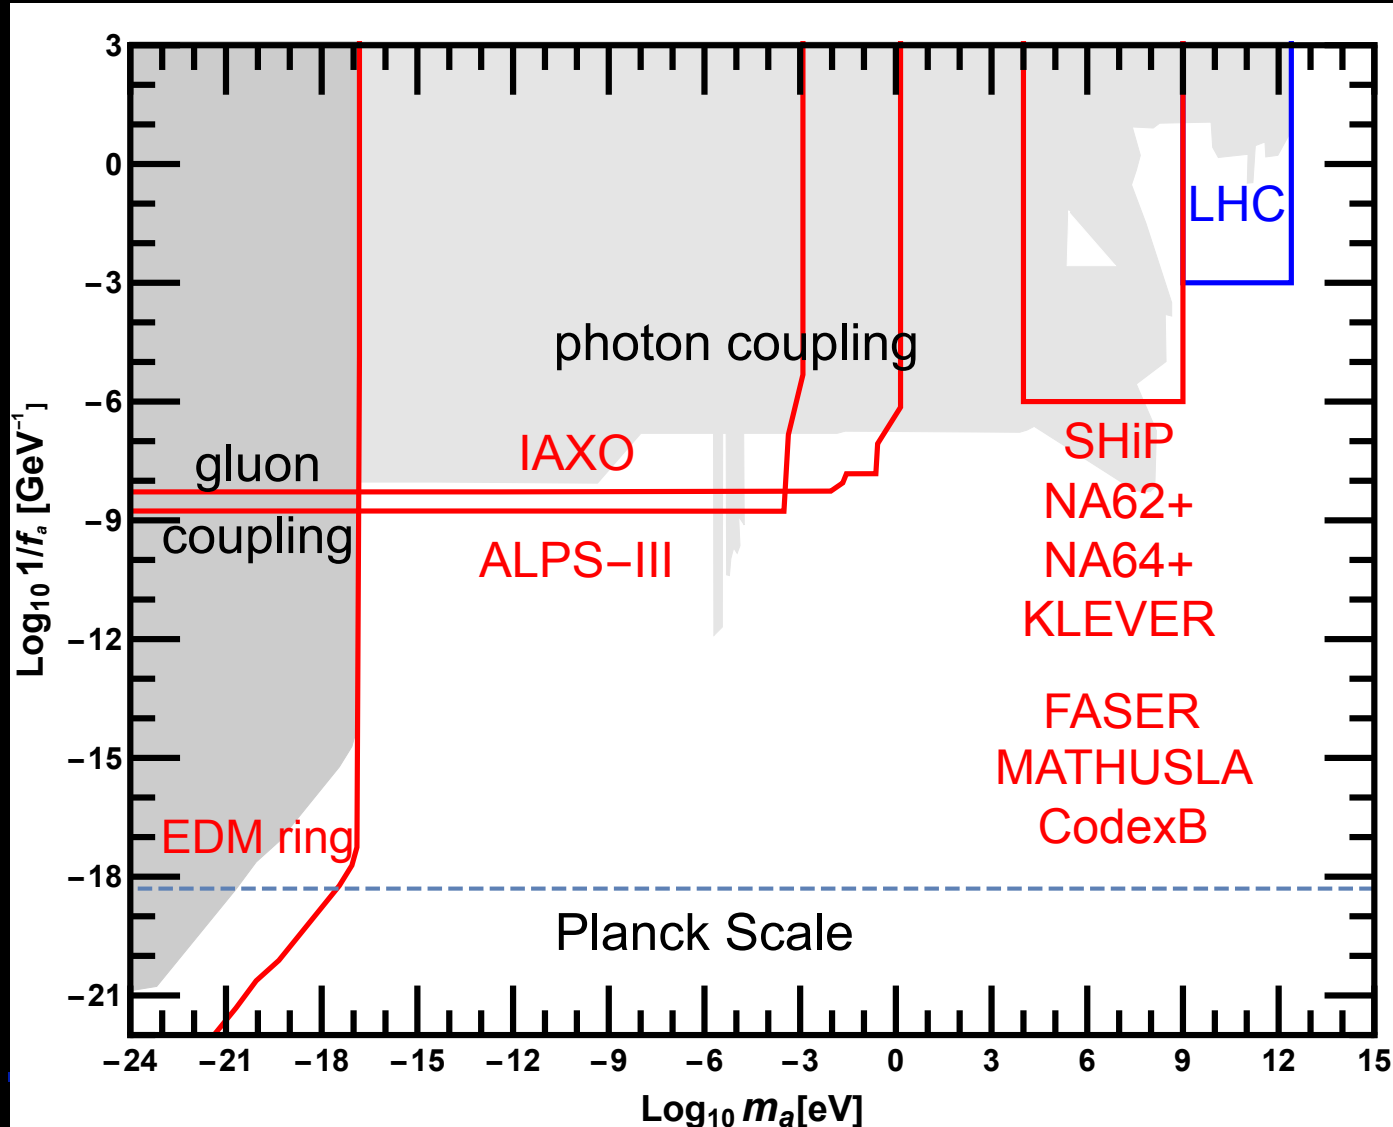 3
0
−3
−6
−9
−12
−15
−18
−21
Log10 1/fa [GeV−1]
LHC
photon coupling
gluon
coupling
IAXO
ALPS−III
SHiP
NA62+
NA64+
KLEVER
FASER
MATHUSLA
CodexB
EDM ring
Planck Scale
−24 −21 −18 −15 −12 −9 −6 −3 0 3 6 9 12 15
Log10 ma[eV]